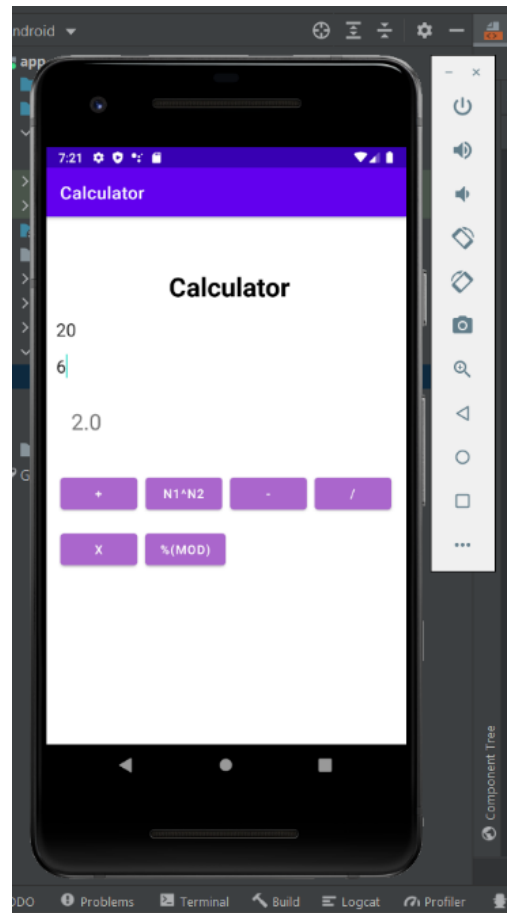 ndroid
app
7:21
Calculator
Calculator
20
6
2.0
+ N1^N2 - /
X %(MOD)
G
Component Tree
ODO Problems Terminal Build Logcat Profiler